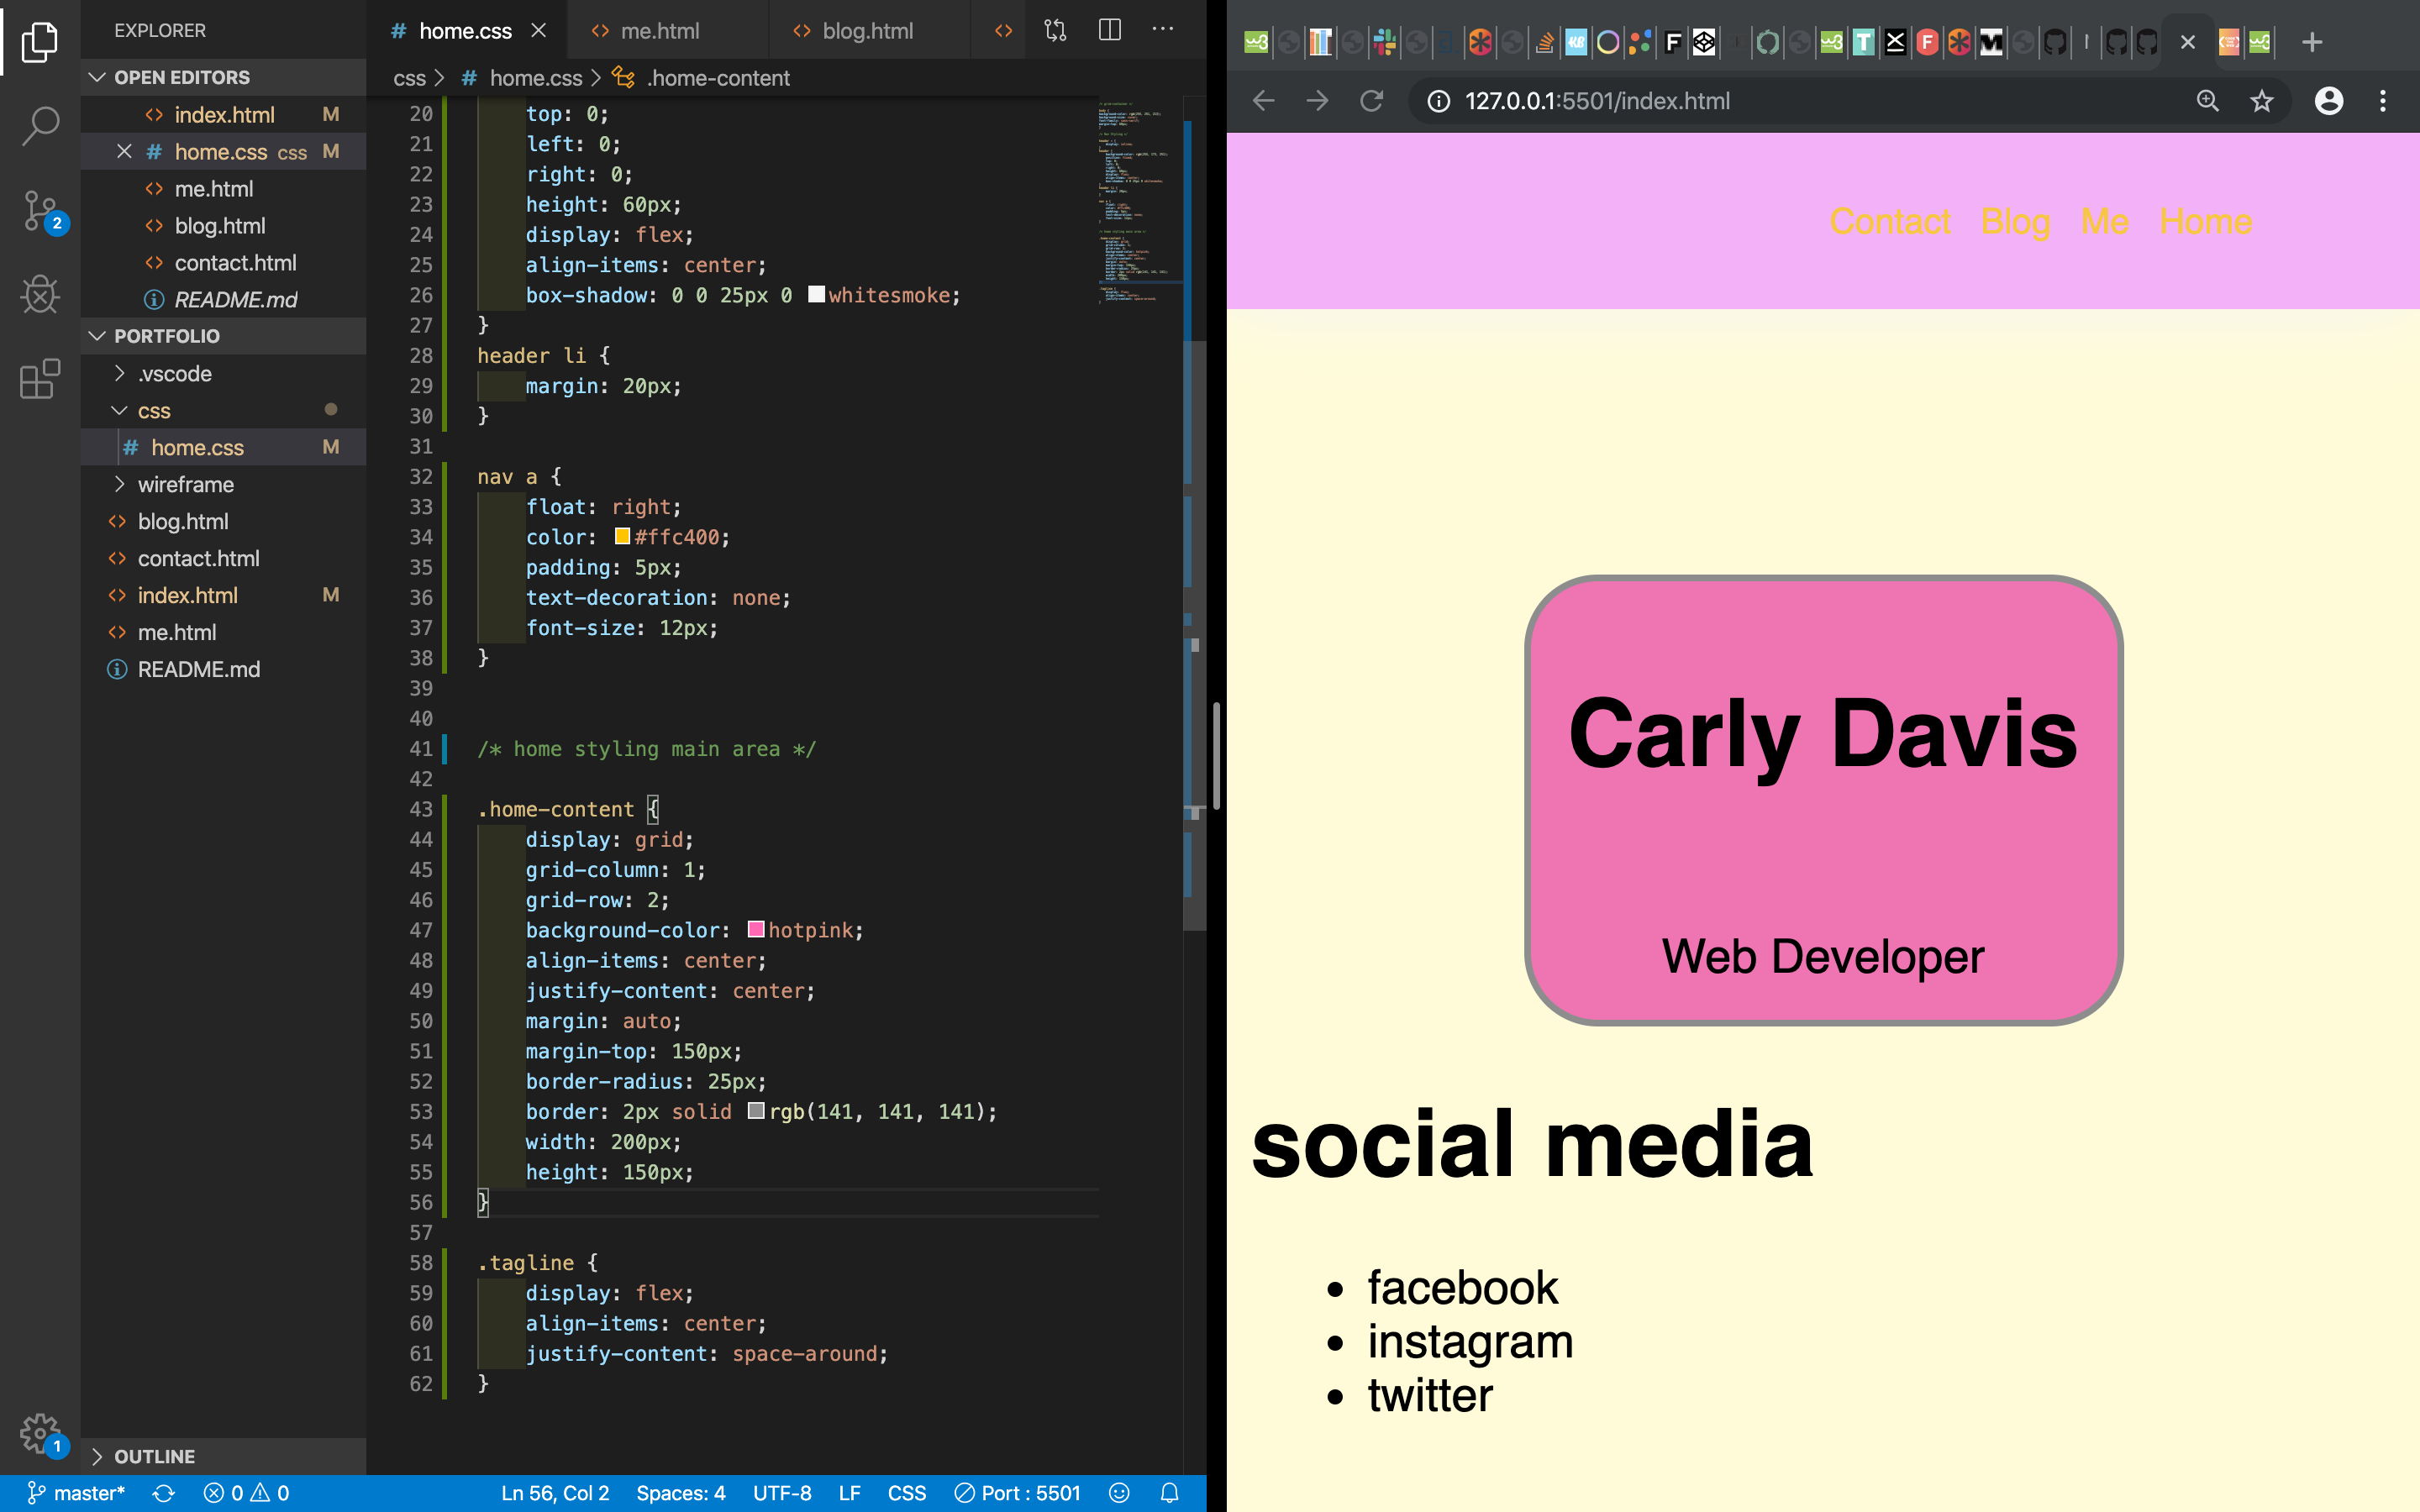 EXPLORER
OPEN EDITORS
index.html M
home.css css M
me.html
blog.html
contact.html
README.md
PORTFOLIO
.vscode
css
home.css M
wireframe
blog.html
contact.html
index.html M
me.html
README.md
OUTLINE
2
1
home.css
me.html
blog.html
css > # home.css > .home-content
20 top: 0;
21 left: 0;
22 right: 0;
23 height: 60px;
24 display: flex;
25 align-items: center;
26 box-shadow: 0 0 25px 0 whitesmoke;
27 }
28 header li {
29 margin: 20px;
30 }
31
32 nav a {
33 float: right;
34 color: #ffc400;
35 padding: 5px;
36 text-decoration: none;
37 font-size: 12px;
38 }
39
40
41 /* home styling main area */
42
43 .home-content {
44 display: grid;
45 grid-column: 1;
46 grid-row: 2;
47 background-color: hotpink;
48 align-items: center;
49 justify-content: center;
50 margin: auto;
51 margin-top: 150px;
52 border-radius: 25px;
53 border: 2px solid rgb(141, 141, 141);
54 width: 200px;
55 height: 150px;
56 }
57
58 .tagline {
59 display: flex;
60 align-items: center;
61 justify-content: space-around;
62 }
master* 0 0 Ln 56, Col 2 Spaces: 4 UTF-8 LF CSS Port : 5501
127.0.0.1:5501/index.html
Contact Blog Me Home
Carly Davis
Web Developer
social media
facebook
instagram
twitter